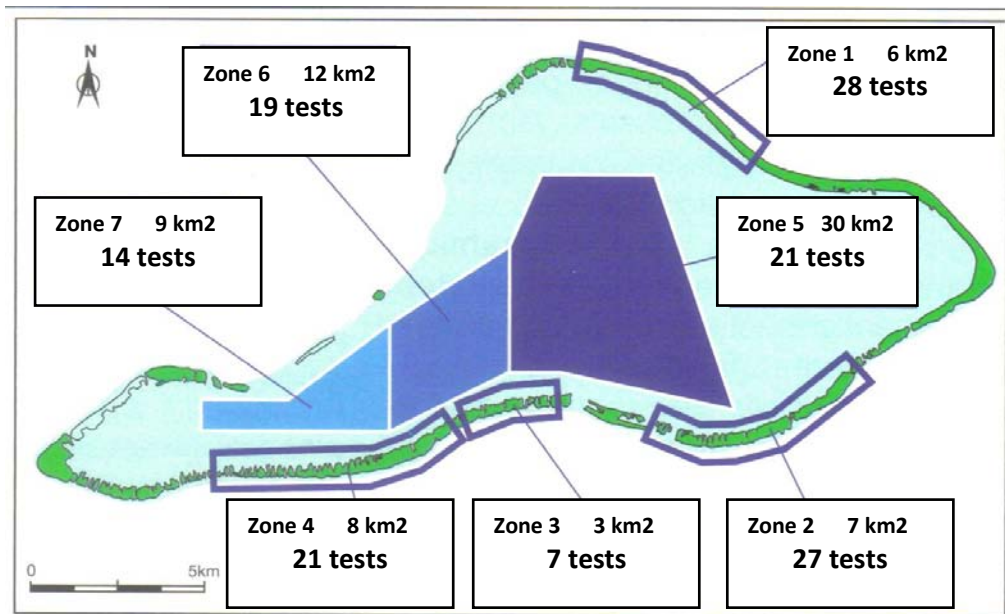 N
Zone 6 12 km2
19 tests
Zone 1 6 km2
28 tests
Zone 7 9 km2
14 tests
Zone 5 30 km2
21 tests
Zone 4 8 km2
21 tests
Zone 3 3 km2
7 tests
Zone 2 7 km2
27 tests
0 5km